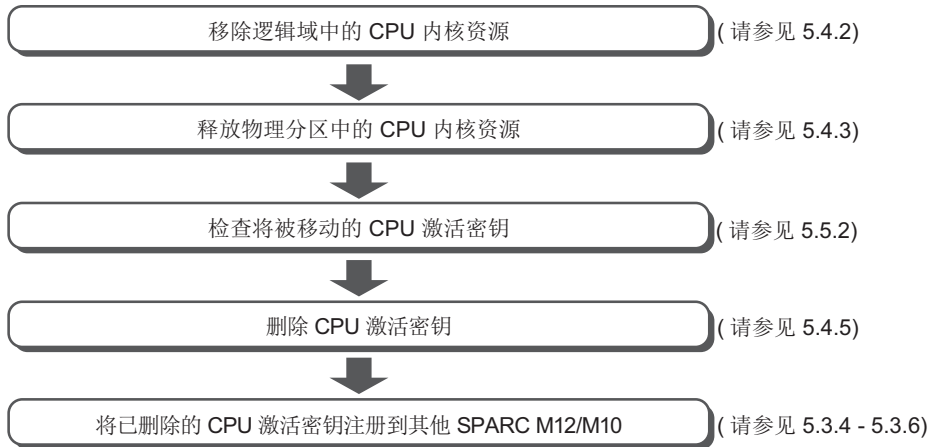 移除逻辑域中的 CPU 内核资源 ( 请参见 5.4.2)
释放物理分区中的 CPU 内核资源 ( 请参见 5.4.3)
检查将被移动的 CPU 激活密钥 ( 请参见 5.5.2)
删除 CPU 激活密钥 ( 请参见 5.4.5)
将已删除的 CPU 激活密钥注册到其他 SPARC M12/M10 ( 请参见 5.3.4 - 5.3.6)